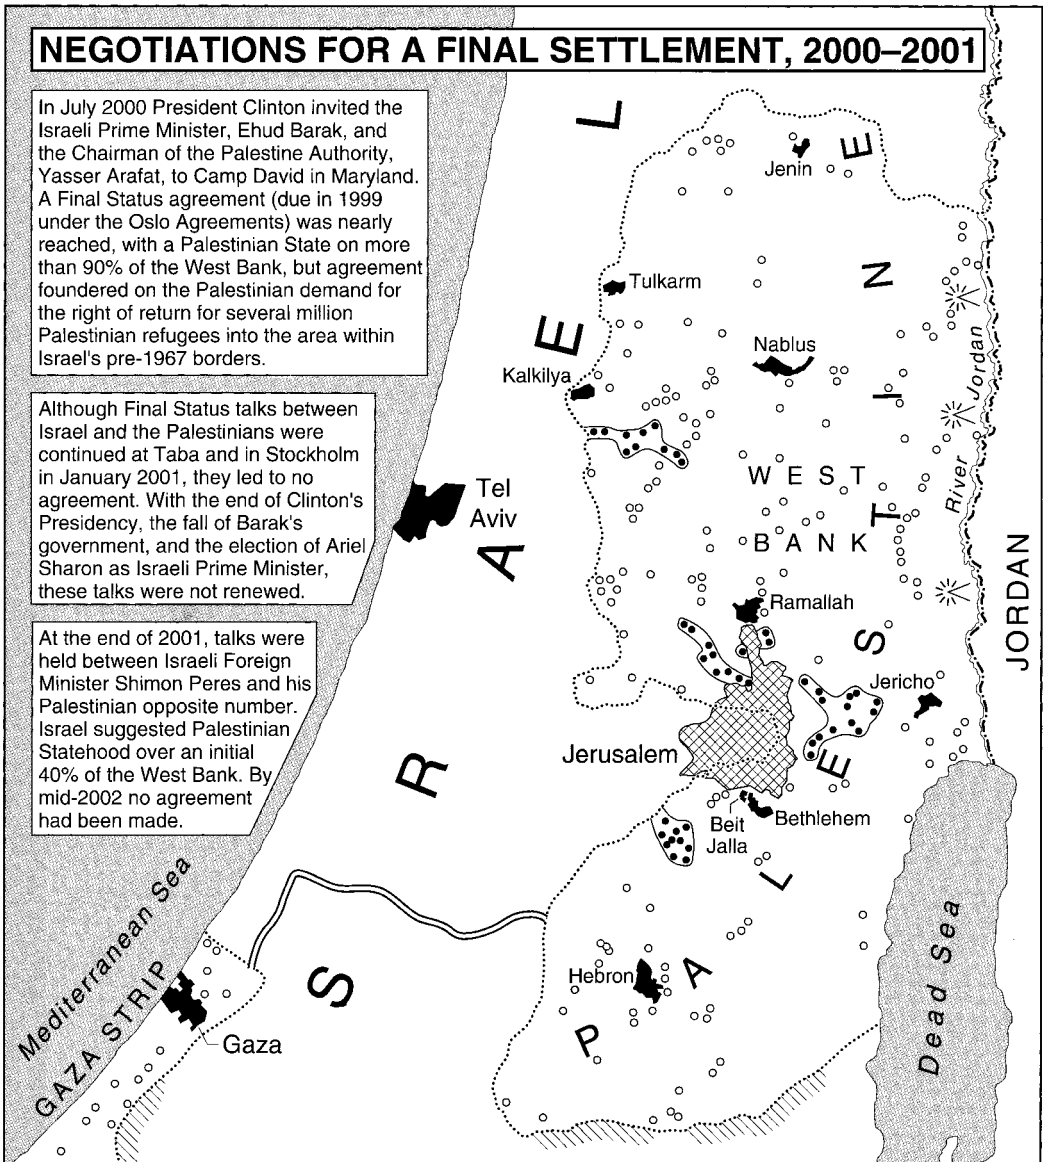 NEGOTIATIONS FOR A FINAL SETTLEMENT, 2000–2001
In July 2000 President Clinton invited the
Israeli Prime Minister, Ehud Barak, and
the Chairman of the Palestine Authority,
Yasser Arafat, to Camp David in Maryland.
A Final Status agreement (due in 1999
under the Oslo Agreements) was nearly
reached, with a Palestinian State on more
than 90% of the West Bank, but agreement
foundered on the Palestinian demand for
the right of return for several million
Palestinian refugees into the area within
Israel's pre-1967 borders.
Although Final Status talks between
Israel and the Palestinians were
continued at Taba and in Stockholm
in January 2001, they led to no
agreement. With the end of Clinton's
Presidency, the fall of Barak's
government, and the election of Ariel
Sharon as Israeli Prime Minister,
these talks were not renewed.
At the end of 2001, talks were
held between Israeli Foreign
Minister Shimon Peres and his
Palestinian opposite number.
Israel suggested Palestinian
Statehood over an initial
40% of the West Bank. By
mid-2002 no agreement
had been made.
ISRAEL
PALESTINE
Jenin
Tulkarm
Nablus
Kalkilya
WEST
BANK
Tel
Aviv
River Jordan
JORDAN
Ramallah
Jericho
Jerusalem
Beit
Jalla
Bethlehem
Hebron
Dead Sea
Mediterranean Sea
GAZA STRIP
Gaza